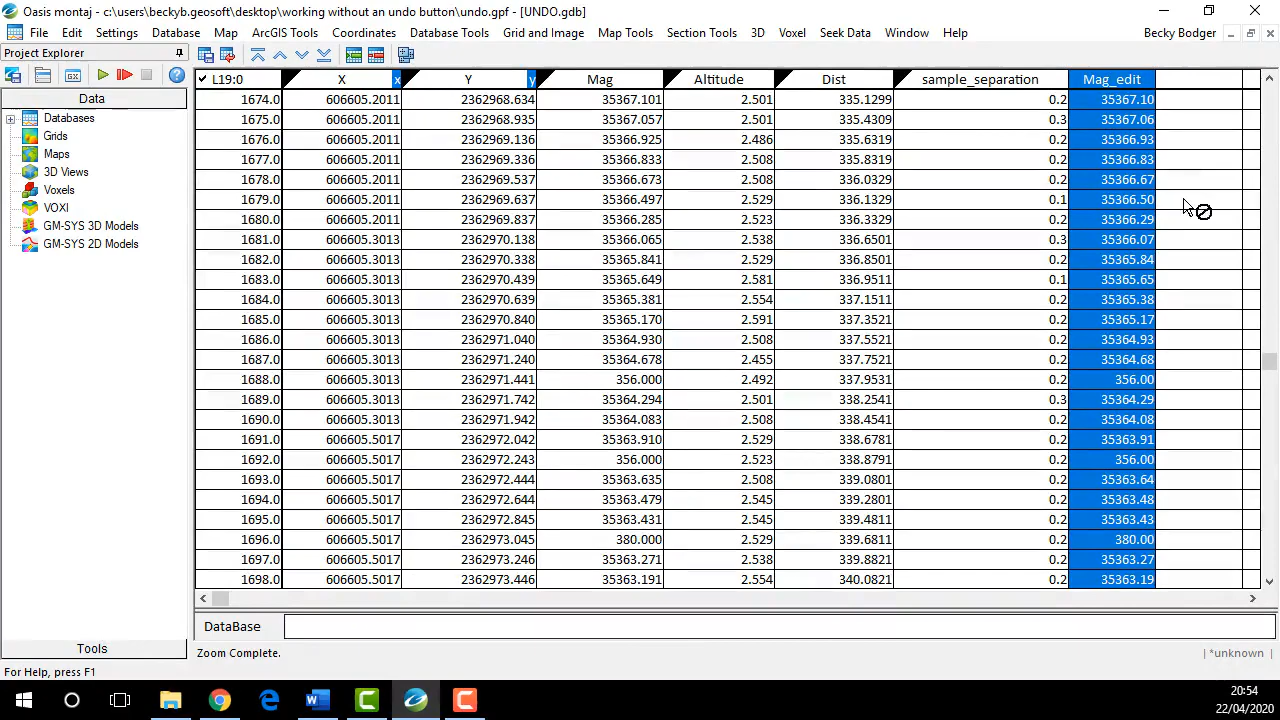 Oasis montaj - c:\users\beckyb.geosoft\desktop\working without an undo button\undo.gpf - [UNDO.gdb]
File Edit Settings Database Map ArcGIS Tools Coordinates Database Tools Grid and Image Map Tools Section Tools 3D Voxel Seek Data Window Help Becky Bodger
Project Explorer
Data
Databases
Grids
Maps
3D Views
Voxels
VOXI
GM-SYS 3D Models
GM-SYS 2D Models
Tools
L19:0 X x Y y Mag Altitude Dist sample_separation Mag_edit
1674.0 606605.2011 2362968.634 35367.101 2.501 335.1299 0.2 35367.10
1675.0 606605.2011 2362968.935 35367.057 2.501 335.4309 0.3 35367.06
1676.0 606605.2011 2362969.136 35366.925 2.486 335.6319 0.2 35366.93
1677.0 606605.2011 2362969.336 35366.833 2.508 335.8319 0.2 35366.83
1678.0 606605.2011 2362969.537 35366.673 2.508 336.0329 0.2 35366.67
1679.0 606605.2011 2362969.637 35366.497 2.529 336.1329 0.1 35366.50
1680.0 606605.2011 2362969.837 35366.285 2.523 336.3329 0.2 35366.29
1681.0 606605.3013 2362970.138 35366.065 2.538 336.6501 0.3 35366.07
1682.0 606605.3013 2362970.338 35365.841 2.529 336.8501 0.2 35365.84
1683.0 606605.3013 2362970.439 35365.649 2.581 336.9511 0.1 35365.65
1684.0 606605.3013 2362970.639 35365.381 2.554 337.1511 0.2 35365.38
1685.0 606605.3013 2362970.840 35365.170 2.591 337.3521 0.2 35365.17
1686.0 606605.3013 2362971.040 35364.930 2.508 337.5521 0.2 35364.93
1687.0 606605.3013 2362971.240 35364.678 2.455 337.7521 0.2 35364.68
1688.0 606605.3013 2362971.441 356.000 2.492 337.9531 0.2 356.00
1689.0 606605.3013 2362971.742 35364.294 2.501 338.2541 0.3 35364.29
1690.0 606605.3013 2362971.942 35364.083 2.508 338.4541 0.2 35364.08
1691.0 606605.5017 2362972.042 35363.910 2.529 338.6781 0.2 35363.91
1692.0 606605.5017 2362972.243 356.000 2.523 338.8791 0.2 356.00
1693.0 606605.5017 2362972.444 35363.635 2.508 339.0801 0.2 35363.64
1694.0 606605.5017 2362972.644 35363.479 2.545 339.2801 0.2 35363.48
1695.0 606605.5017 2362972.845 35363.431 2.545 339.4811 0.2 35363.43
1696.0 606605.5017 2362973.045 380.000 2.529 339.6811 0.2 380.00
1697.0 606605.5017 2362973.246 35363.271 2.538 339.8821 0.2 35363.27
1698.0 606605.5017 2362973.446 35363.191 2.554 340.0821 0.2 35363.19
DataBase
Zoom Complete. |*unknown |
For Help, press F1
20:54
22/04/2020